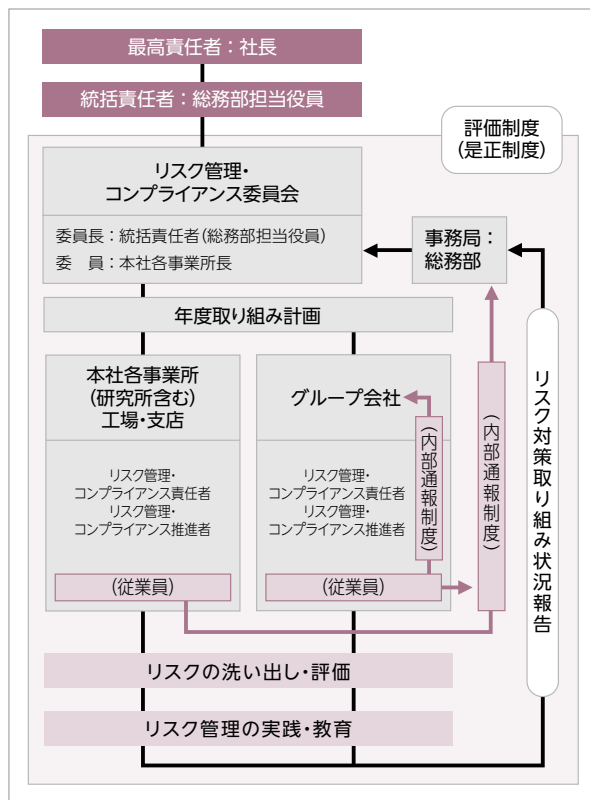 最高責任者：社長
統括責任者：総務部担当役員
評価制度
(是正制度)
リスク管理・
コンプライアンス委員会
委員長：統括責任者(総務部担当役員)
委　員：本社各事業所長
事務局：
総務部
年度取り組み計画
本社各事業所
(研究所含む)
工場・支店
リスク管理・
コンプライアンス責任者
リスク管理・
コンプライアンス推進者
(従業員)
グループ会社
リスク管理・
コンプライアンス責任者
リスク管理・
コンプライアンス推進者
(従業員)
(内部通報制度)
(内部通報制度)
リスク対策取り組み状況報告
リスクの洗い出し・評価
リスク管理の実践・教育